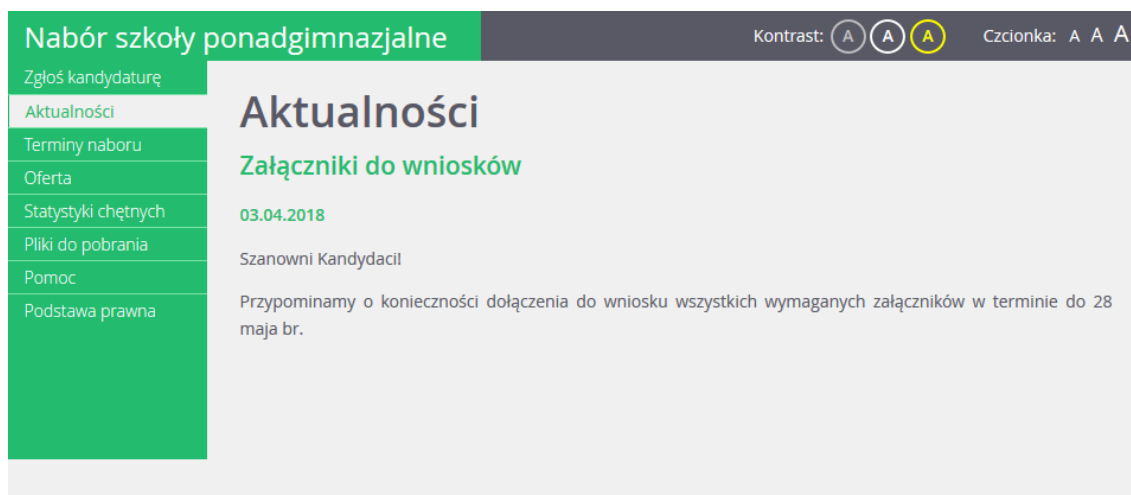 Nabór szkoły ponadgimnazjalne
Kontrast: A A A Czcionka: A A A
Zgłoś kandydaturę
Aktualności
Terminy naboru
Oferta
Statystyki chętnych
Pliki do pobrania
Pomoc
Podstawa prawna
Aktualności
Załączniki do wniosków
03.04.2018
Szanowni Kandydaci!
Przypominamy o konieczności dołączenia do wniosku wszystkich wymaganych załączników w terminie do 28
maja br.